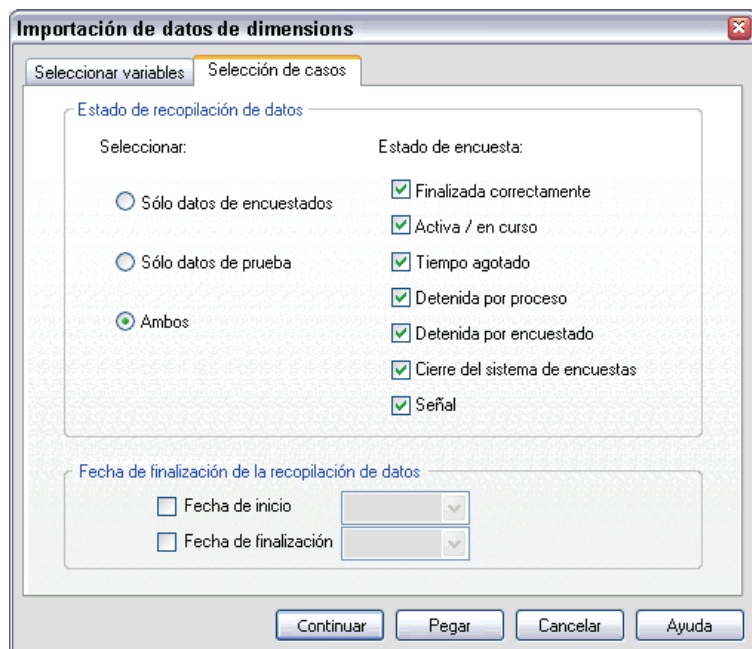 Importación de datos de dimensions
Seleccionar variables
Selección de casos
Estado de recopilación de datos
Seleccionar:
Estado de encuesta:
Sólo datos de encuestados
Sólo datos de prueba
Ambos
Finalizada correctamente
Activa / en curso
Tiempo agotado
Detenida por proceso
Detenida por encuestado
Cierre del sistema de encuestas
Señal
Fecha de finalización de la recopilación de datos
Fecha de inicio
Fecha de finalización
Continuar
Pegar
Cancelar
Ayuda